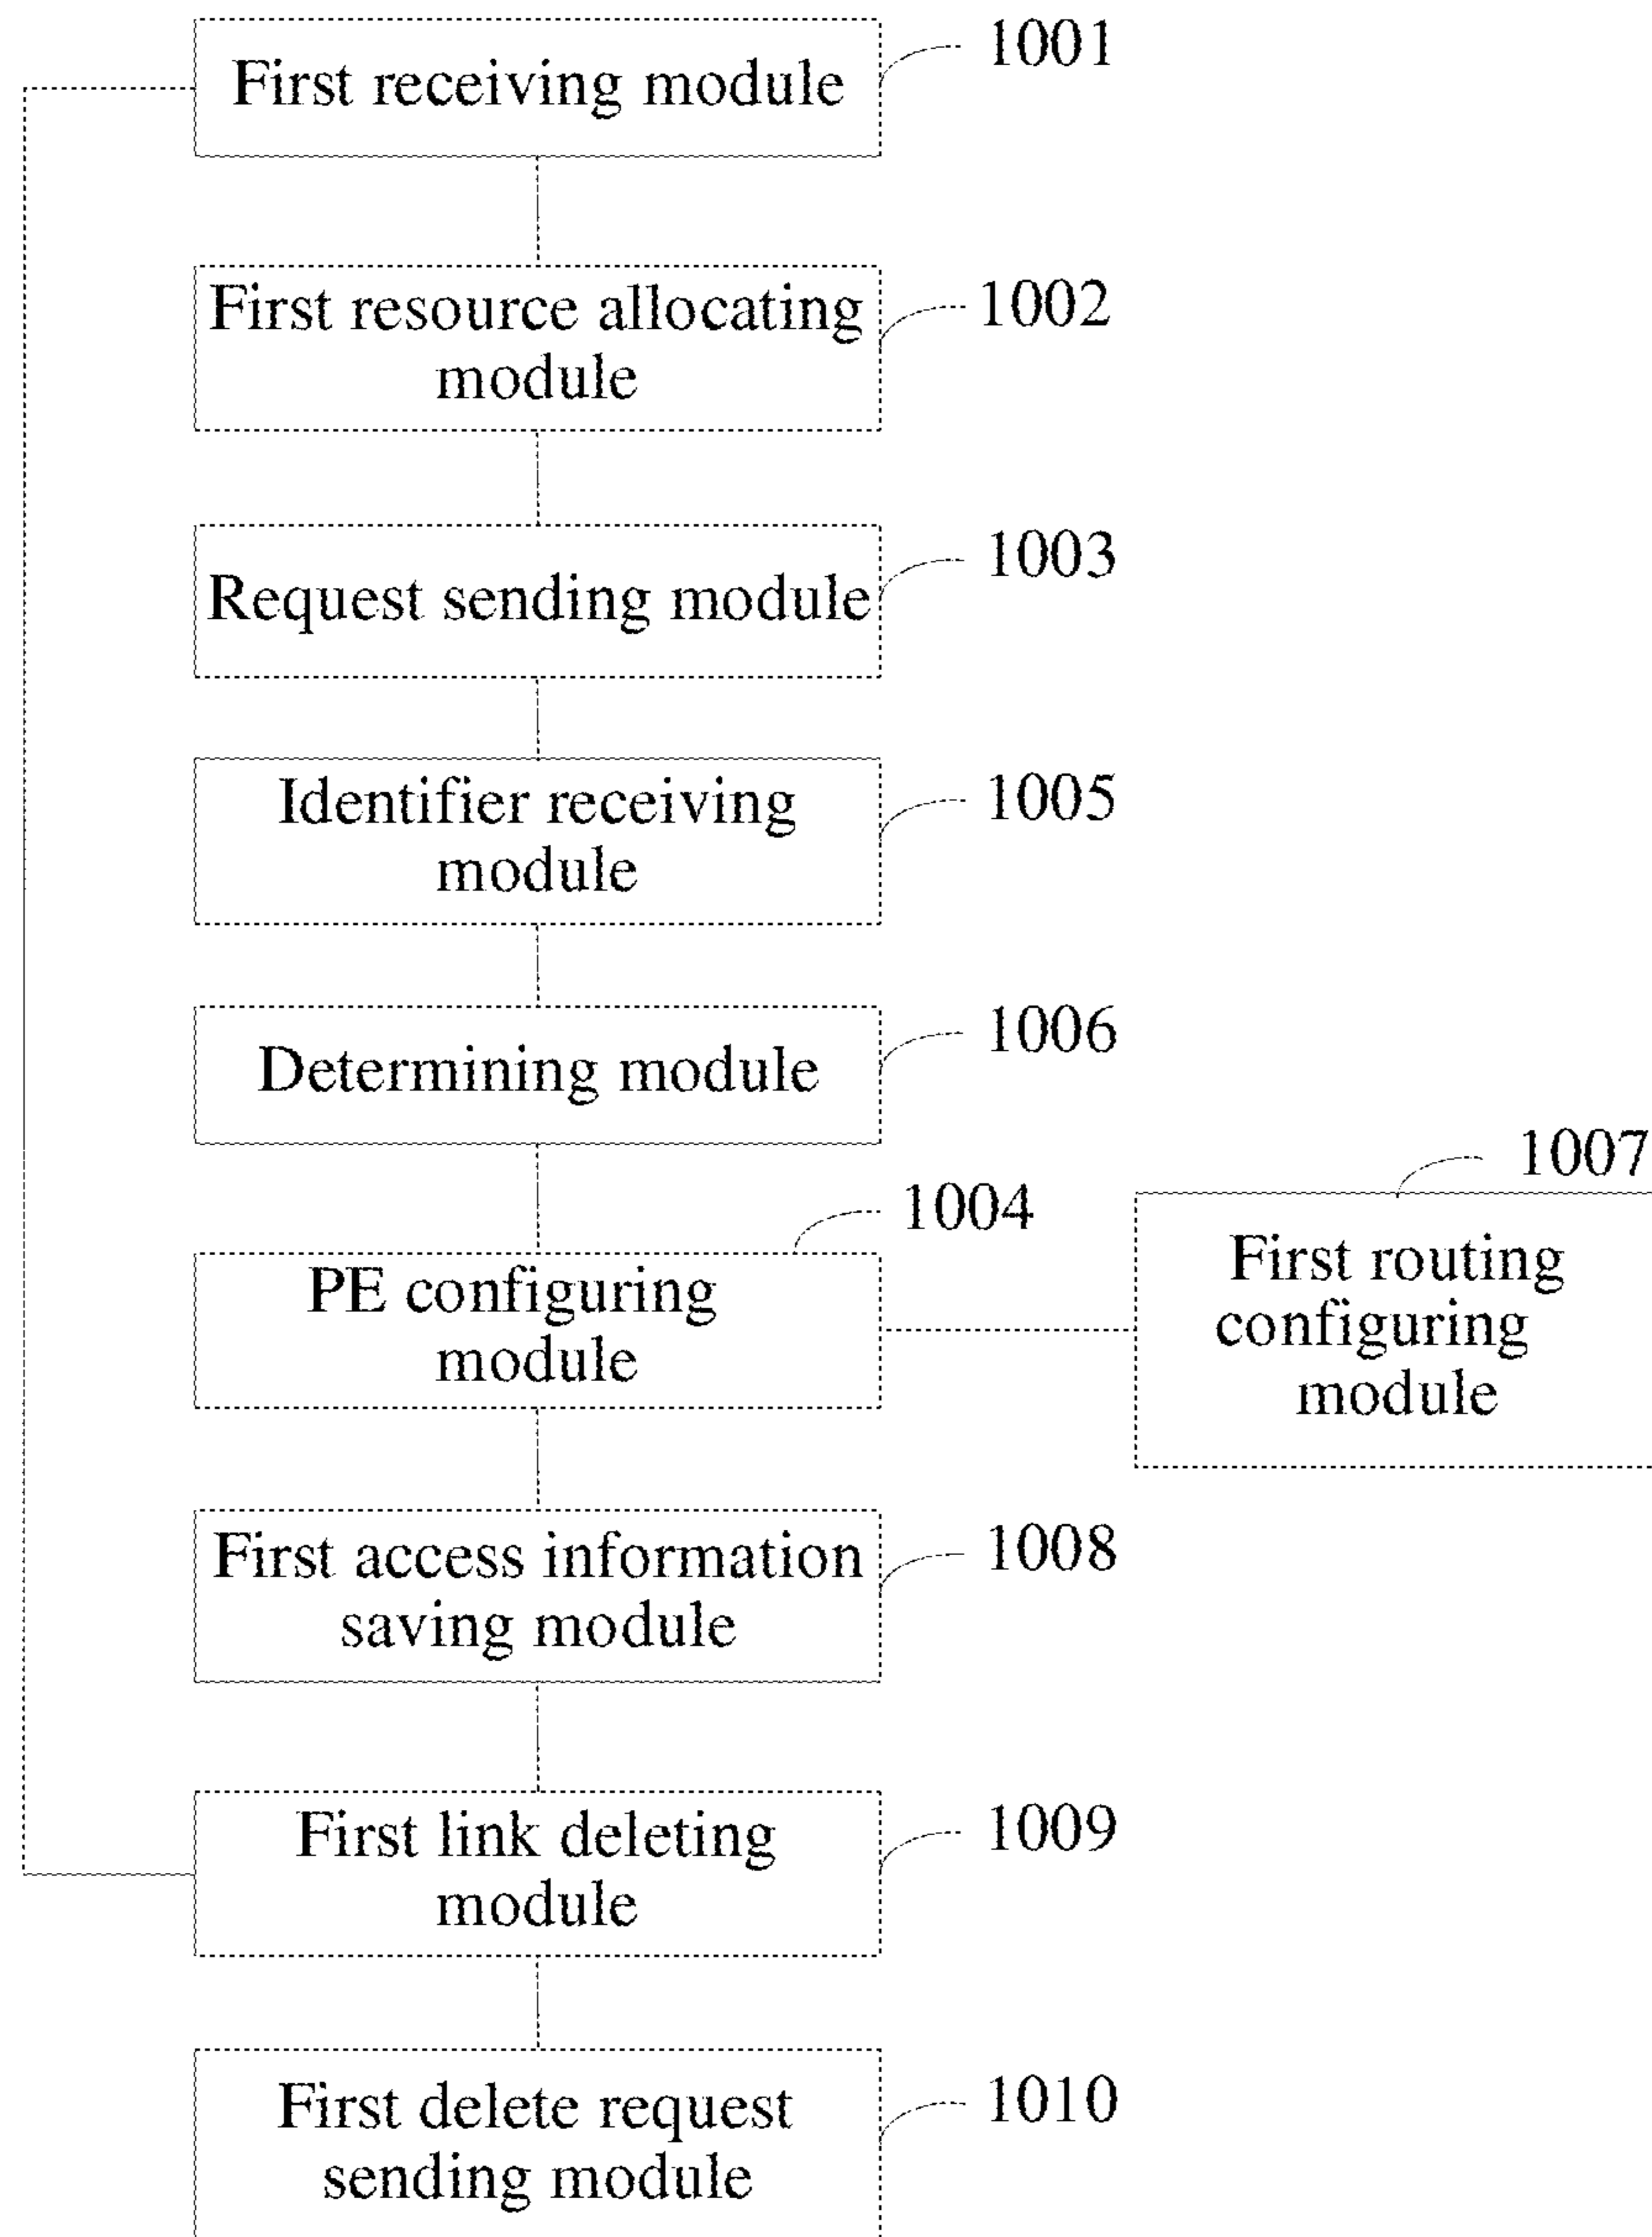 First receiving module
1001
First resource allocating
module
1002
Request sending module
1003
Identifier receiving
module
1005
Determining module
1006
PE configuring
module
1004
First routing
configuring
module
1007
First access information
saving module
1008
First link deleting
module
1009
First delete request
sending module
1010